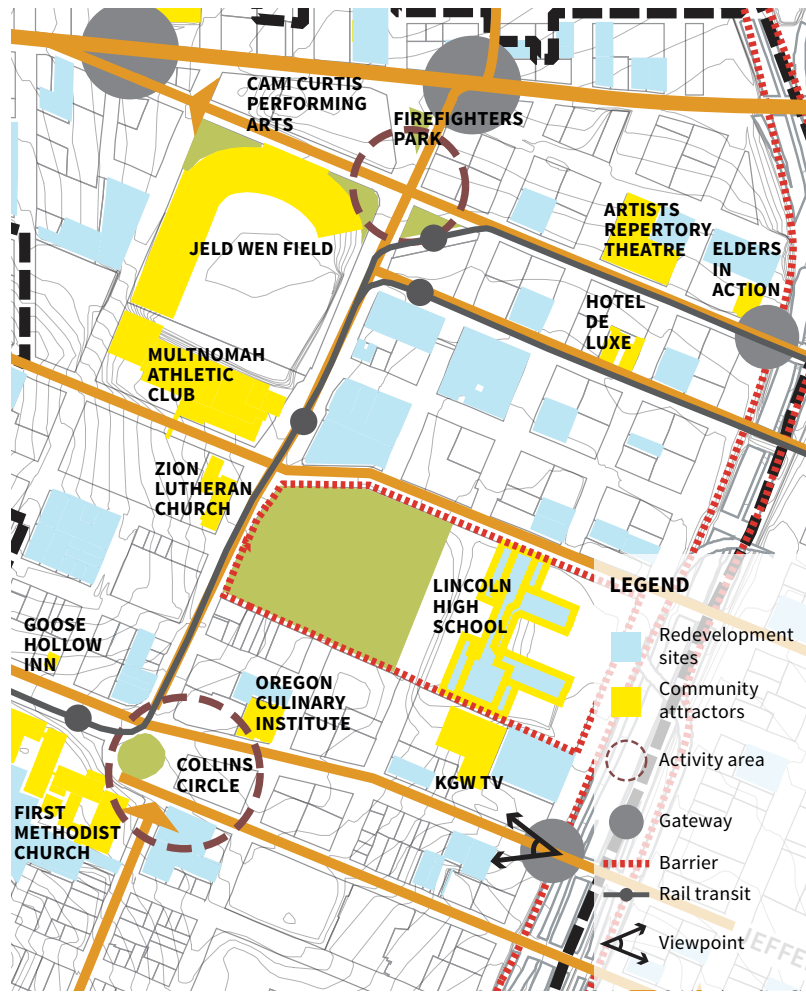 CAMI CURTIS
PERFORMING
ARTS
FIREFIGHTERS
PARK
JELD WEN FIELD
ARTISTS
REPERTORY
THEATRE
ELDERS
IN
ACTION
HOTEL
DE
LUXE
MULTNOMAH
ATHLETIC
CLUB
ZION
LUTHERAN
CHURCH
LINCOLN
HIGH
SCHOOL
GOOSE
HOLLOW
INN
OREGON
CULINARY
INSTITUTE
COLLINS
CIRCLE
KGW TV
FIRST
METHODIST
CHURCH
LEGEND
Redevelopment
sites
Community
attractors
Activity area
Gateway
Barrier
Rail transit
Viewpoint